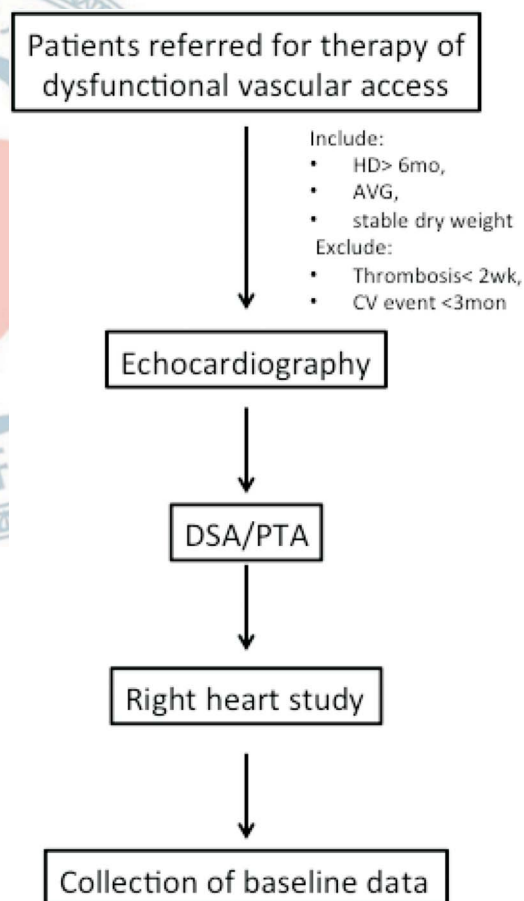 Patients referred for therapy of
dysfunctional vascular access
Include:
• HD> 6mo,
• AVG,
• stable dry weight
Exclude:
• Thrombosis< 2wk,
• CV event <3mon
Echocardiography
DSA/PTA
Right heart study
Collection of baseline data